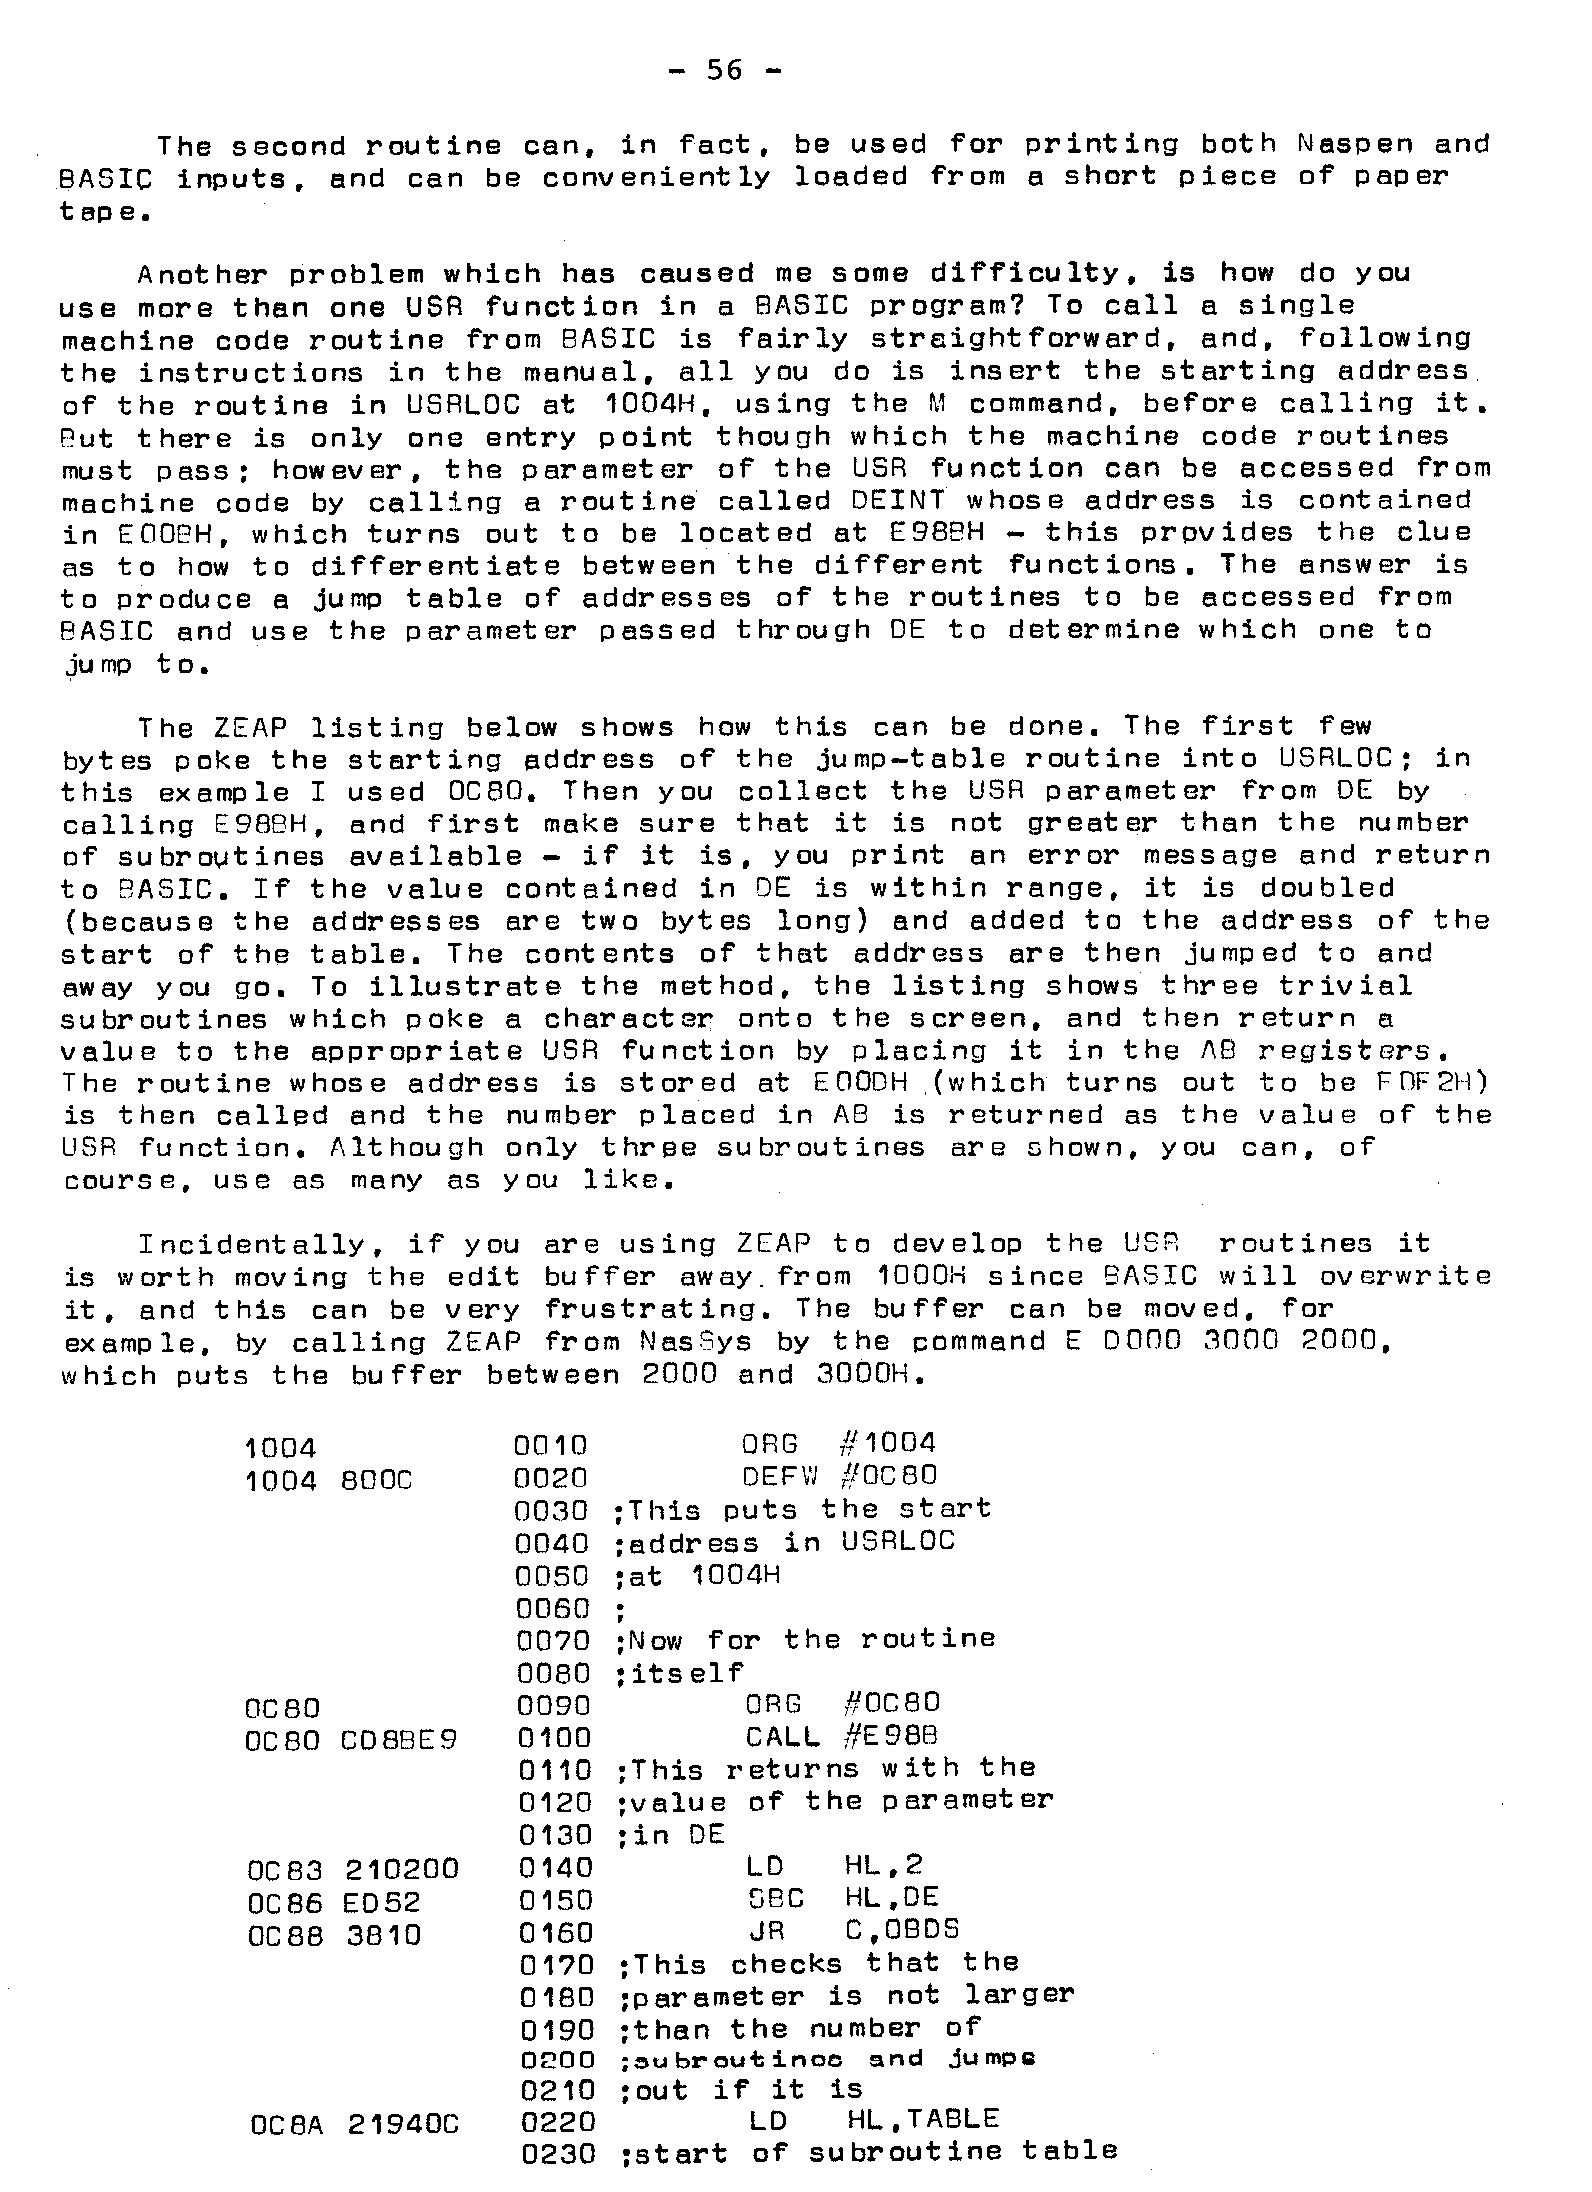 - 56 -
The second routine can, in fact, be used for printing both Naspen and
BASIC inputs, and can be conveniently loaded from a short piece of paper
tape.
Another problem which has caused me some difficulty, is how do you
use more than one USR function in a BASIC program? To call a single
machine code routine from BASIC is fairly straightforward, and, following
the instructions in the manual, all you do is insert the starting address
of the routine in USRLOC at 1004H, using the M command, before calling it.
But there is only one entry point though which the machine code routines
must pass; however, the parameter of the USR function can be accessed from
machine code by calling a routine called DEINT whose address is contained
in E00BH, which turns out to be located at E98BH - this provides the clue
as to how to differentiate between the different functions. The answer is
to produce a jump table of addresses of the routines to be accessed from
BASIC and use the parameter passed through DE to determine which one to
jump to.
The ZEAP listing below shows how this can be done. The first few
bytes poke the starting address of the jump-table routine into USRLOC; in
this example I used 0C80. Then you collect the USR parameter from DE by
calling E98BH, and first make sure that it is not greater than the number
of subroutines available - if it is, you print an error message and return
to BASIC. If the value contained in DE is within range, it is doubled
(because the addresses are two bytes long) and added to the address of the
start of the table. The contents of that address are then jumped to and
away you go. To illustrate the method, the listing shows three trivial
subroutines which poke a character onto the screen, and then return a
value to the appropriate USR function by placing it in the AB registers.
The routine whose address is stored at E00DH (which turns out to be F0F2H)
is then called and the number placed in AB is returned as the value of the
USR function. Although only three subroutines are shown, you can, of
course, use as many as you like.
Incidentally, if you are using ZEAP to develop the USR routines it
is worth moving the edit buffer away from 1000H since BASIC will overwrite
it, and this can be very frustrating. The buffer can be moved, for
example, by calling ZEAP from NasSys by the command E D000 3000 2000,
which puts the buffer between 2000 and 3000H.
1004 0010 ORG #1004
1004 800C 0020 DEFW #0C80
0030 ;This puts the start
0040 ;address in USRLOC
0050 ;at 1004H
0060 ;
0070 ;Now for the routine
0080 ;itself
0C80 0090 ORG #0C80
0C80 CD8BE9 0100 CALL #E98B
0110 ;This returns with the
0120 ;value of the parameter
0130 ;in DE
0C83 210200 0140 LD HL,2
0C86 ED52 0150 SBC HL,DE
0C88 3810 0160 JR C,OBDS
0170 ;This checks that the
0180 ;parameter is not larger
0190 ;than the number of
0200 ;subroutines and jumps
0210 ;out if it is
0C8A 21940C 0220 LD HL,TABLE
0230 ;start of subroutine table